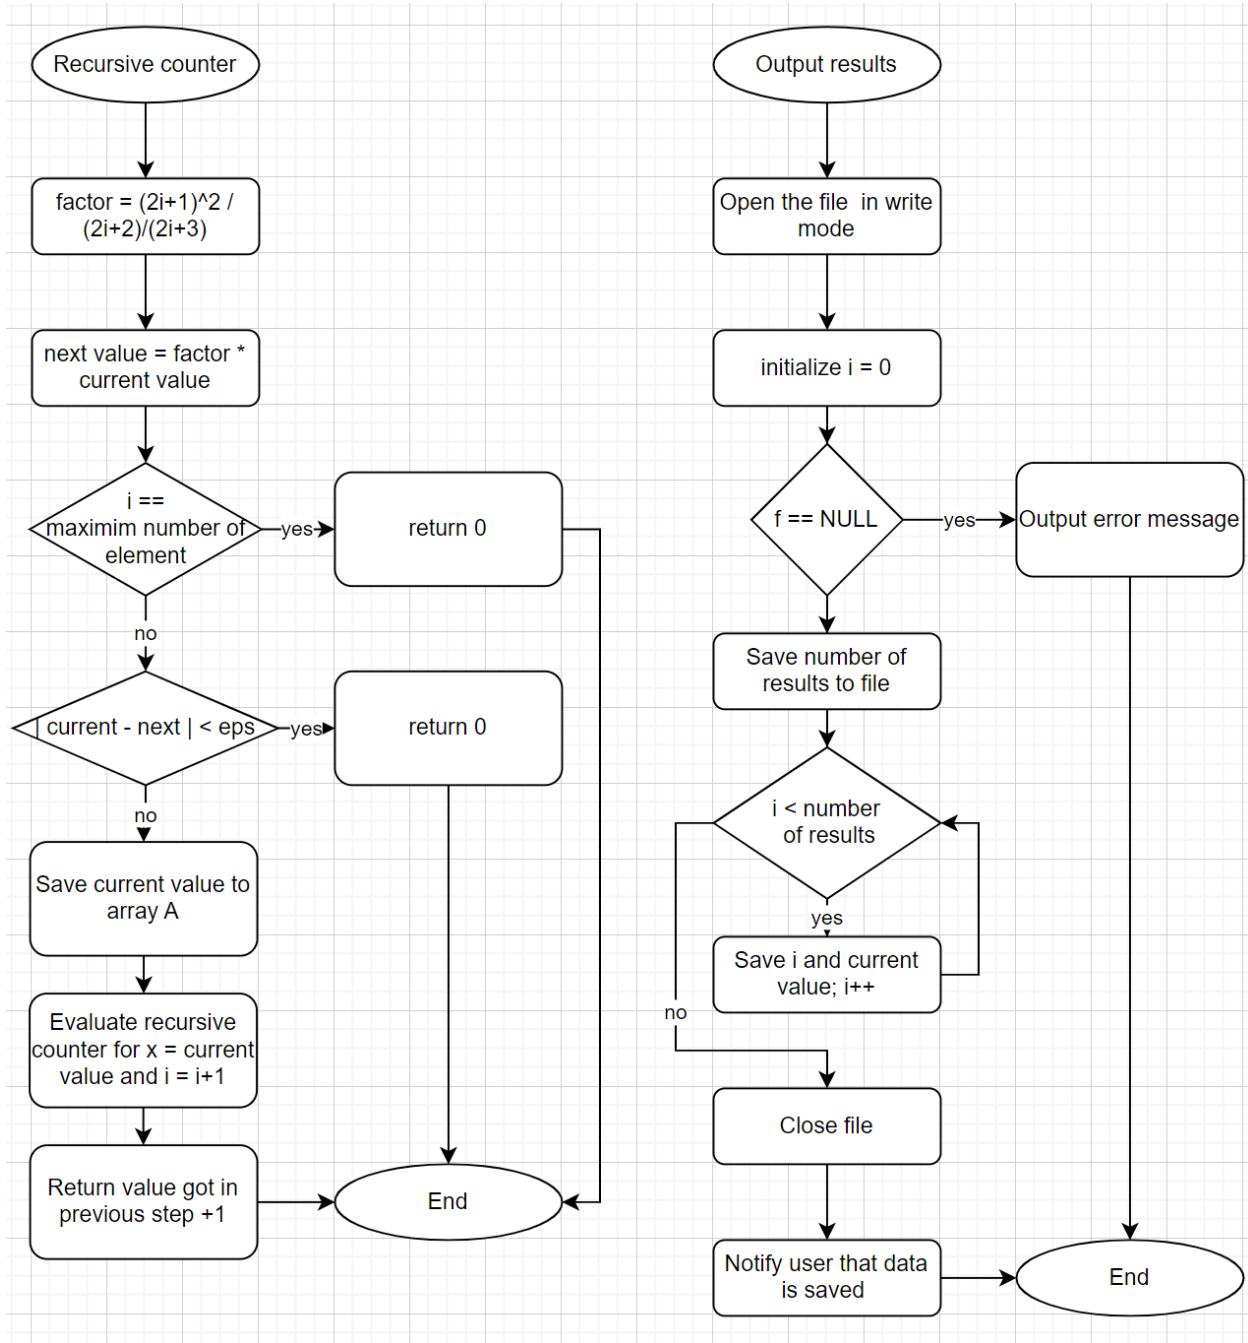 Recursive counter
factor = (2i+1)^2 /
(2i+2)/(2i+3)
next value = factor *
current value
i ==
maximim number of
element
yes
return 0
no
| current - next | < eps
yes
return 0
no
Save current value to
array A
Evaluate recursive
counter for x = current
value and i = i+1
Return value got in
previous step +1
End
Output results
Open the file in write
mode
initialize i = 0
f == NULL
yes
Output error message
Save number of
results to file
i < number
of results
yes
Save i and current
value; i++
no
Close file
Notify user that data
is saved
End